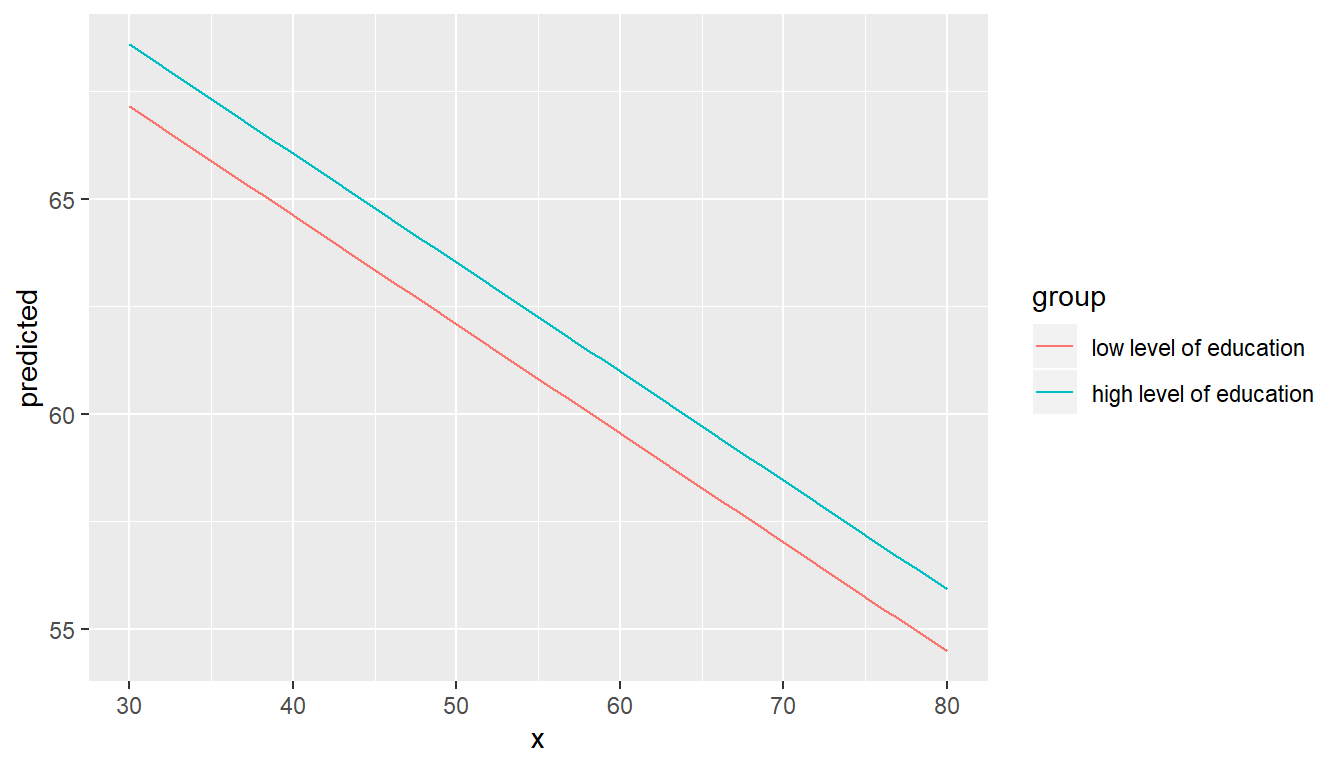 predicted
65
60
55
30 40 50 60 70 80
x
group
low level of education
high level of education